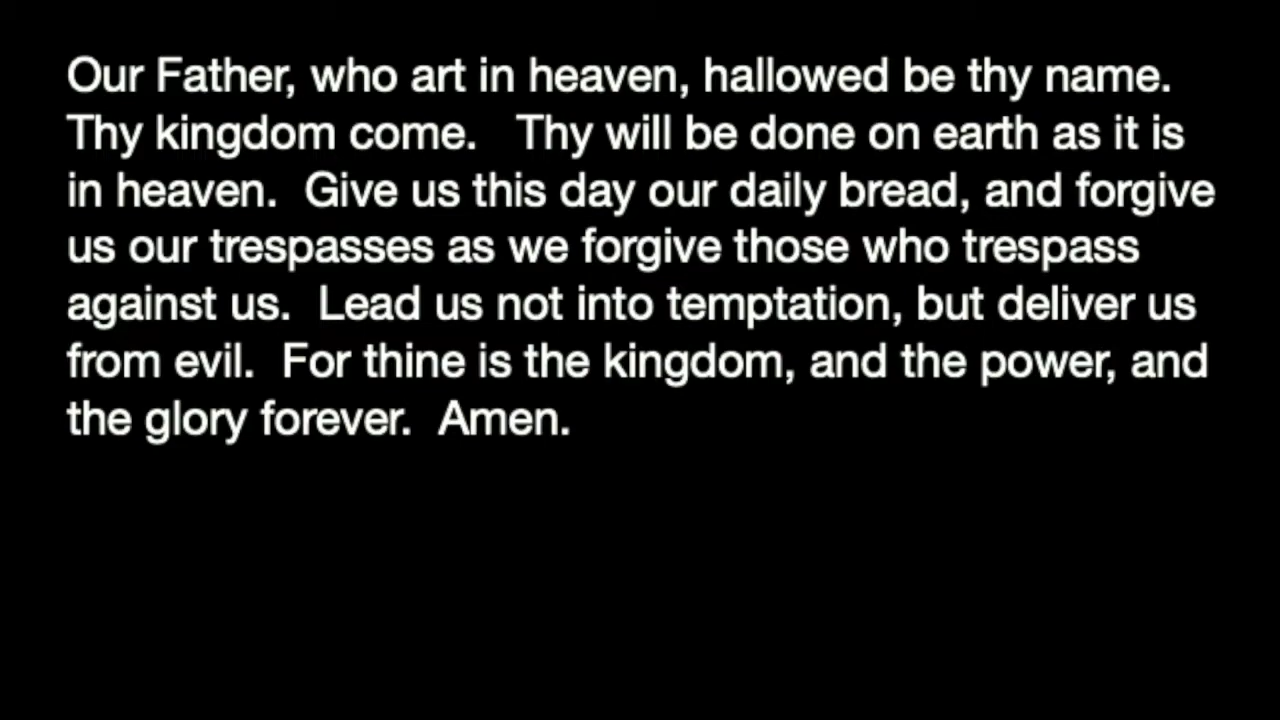 Our Father, who art in heaven, hallowed be thy name.
Thy kingdom come.   Thy will be done on earth as it is
in heaven.  Give us this day our daily bread, and forgive
us our trespasses as we forgive those who trespass
against us.  Lead us not into temptation, but deliver us
from evil.  For thine is the kingdom, and the power, and
the glory forever.  Amen.